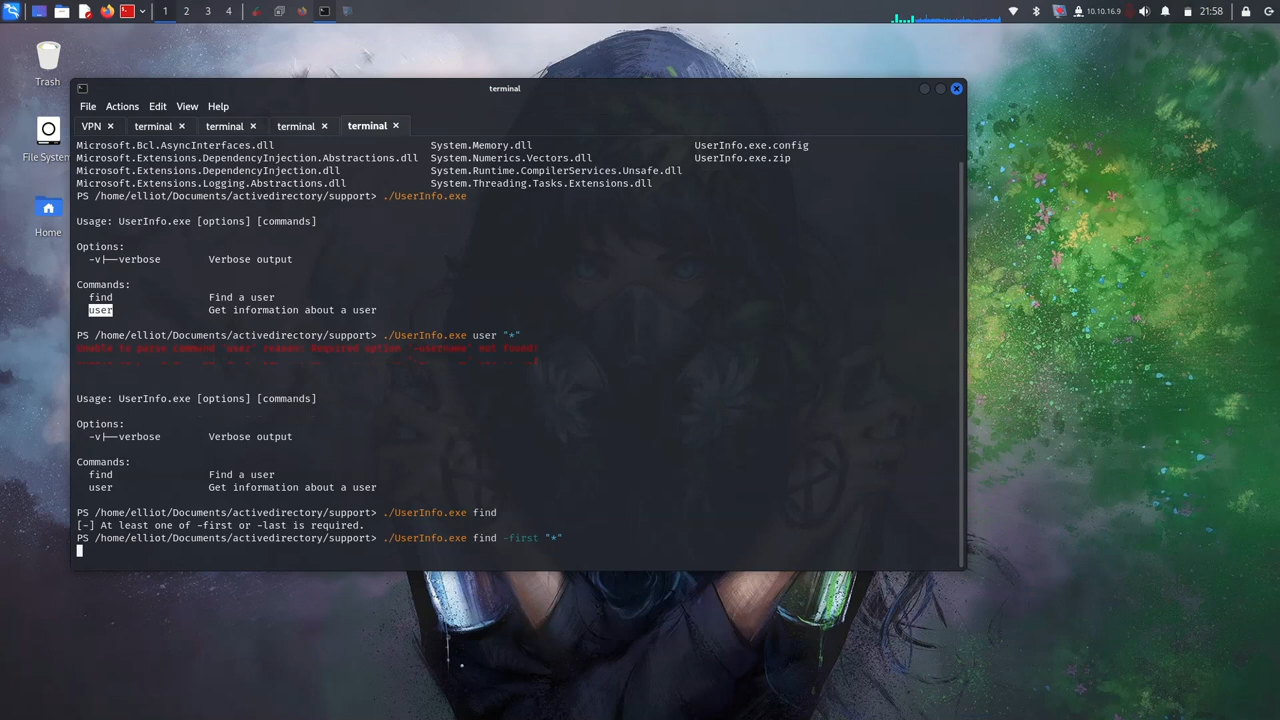 1 2 3 4 10.10.16.9 21:58
Trash
File System
Home
terminal
File Actions Edit View Help
VPN terminal terminal terminal terminal
Microsoft.Bcl.AsyncInterfaces.dll System.Memory.dll UserInfo.exe.config
Microsoft.Extensions.DependencyInjection.Abstractions.dll System.Numerics.Vectors.dll UserInfo.exe.zip
Microsoft.Extensions.DependencyInjection.dll System.Runtime.CompilerServices.Unsafe.dll
Microsoft.Extensions.Logging.Abstractions.dll System.Threading.Tasks.Extensions.dll
PS /home/elliot/Documents/activedirectory/support> ./UserInfo.exe
Usage: UserInfo.exe [options] [commands]
Options:
-v|--verbose Verbose output
Commands:
find Find a user
user Get information about a user
PS /home/elliot/Documents/activedirectory/support> ./UserInfo.exe user "*"
Unable to parse command 'user' reason: Required option '-username' not found!
Usage: UserInfo.exe [options] [commands]
Options:
-v|--verbose Verbose output
Commands:
find Find a user
user Get information about a user
PS /home/elliot/Documents/activedirectory/support> ./UserInfo.exe find
[-] At least one of -first or -last is required.
PS /home/elliot/Documents/activedirectory/support> ./UserInfo.exe find -first "*"